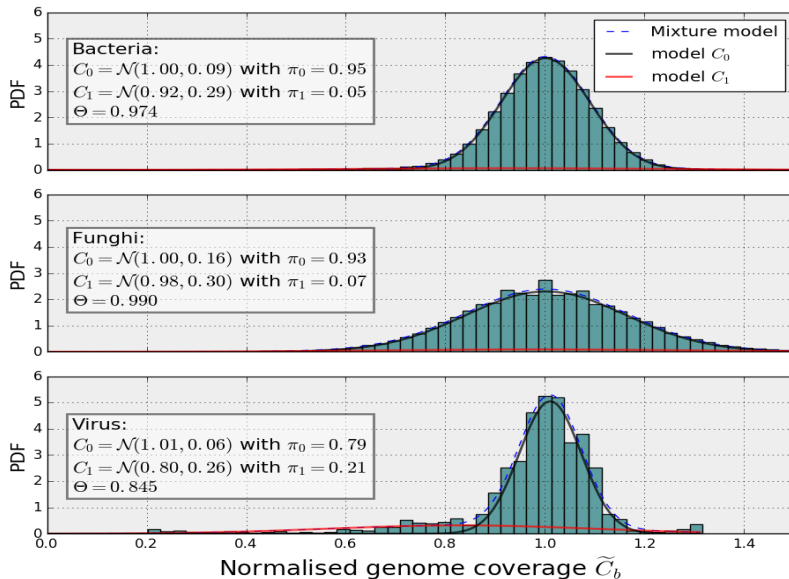 6
5
4
3
2
1
0
PDF
Bacteria:
C₀ = 𝒩(1.00, 0.09) with π₀ = 0.95
C₁ = 𝒩(0.92, 0.29) with π₁ = 0.05
Θ = 0.974
Mixture model
model C₀
model C₁
6
5
4
3
2
1
0
PDF
Funghi:
C₀ = 𝒩(1.00, 0.16) with π₀ = 0.93
C₁ = 𝒩(0.98, 0.30) with π₁ = 0.07
Θ = 0.990
6
5
4
3
2
1
0
PDF
Virus:
C₀ = 𝒩(1.01, 0.06) with π₀ = 0.79
C₁ = 𝒩(0.80, 0.26) with π₁ = 0.21
Θ = 0.845
0.0 0.2 0.4 0.6 0.8 1.0 1.2 1.4
Normalised genome coverage C̃_b